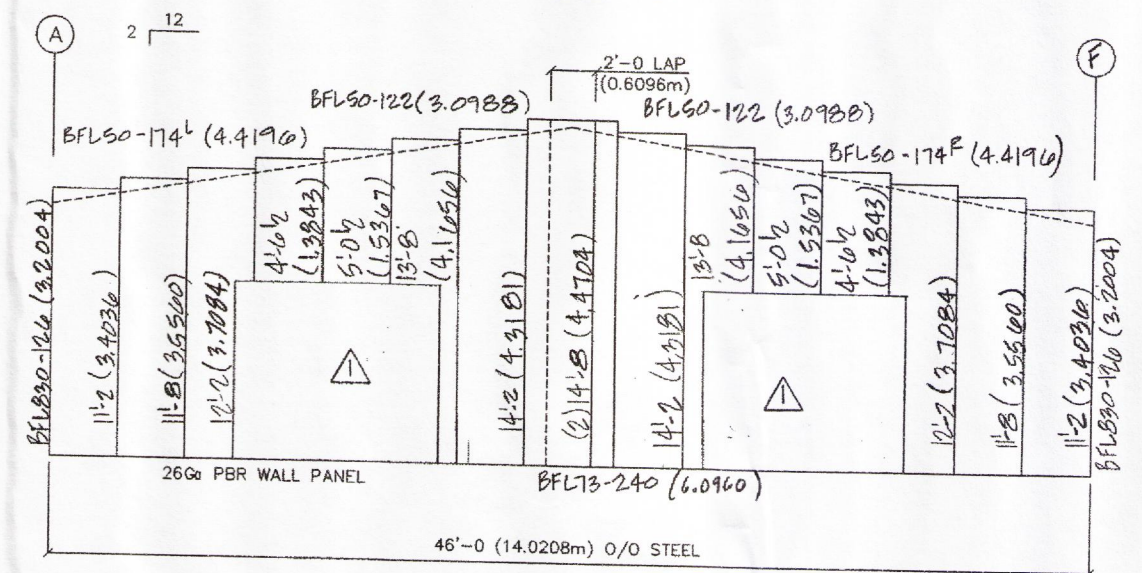 A
2
12
F
2'-0 LAP
(0.6096m)
BFL50-122 (3.0988)
BFL50-122 (3.0988)
BFL50-174L (4.4196)
BFL50-174R (4.4196)
BFLB30-126 (3.2004)
11'-2 (3.4036)
11'-8 (3.5560)
12'-2 (3.7084)
4'-6½ (1.3843)
5'-0½ (1.5367)
13'-8 (4.1656)
14'-2 (4.3181)
(2) 14'-8 (4.4704)
14'-2 (4.3181)
13'-8 (4.1656)
5'-0½ (1.5367)
4'-6½ (1.3843)
12'-2 (3.7084)
11'-8 (3.5560)
11'-2 (3.4036)
BFLB30-126 (3.2004)
1
1
26Ga PBR WALL PANEL
BFL73-240 (6.0960)
46'-0 (14.0208m) O/O STEEL